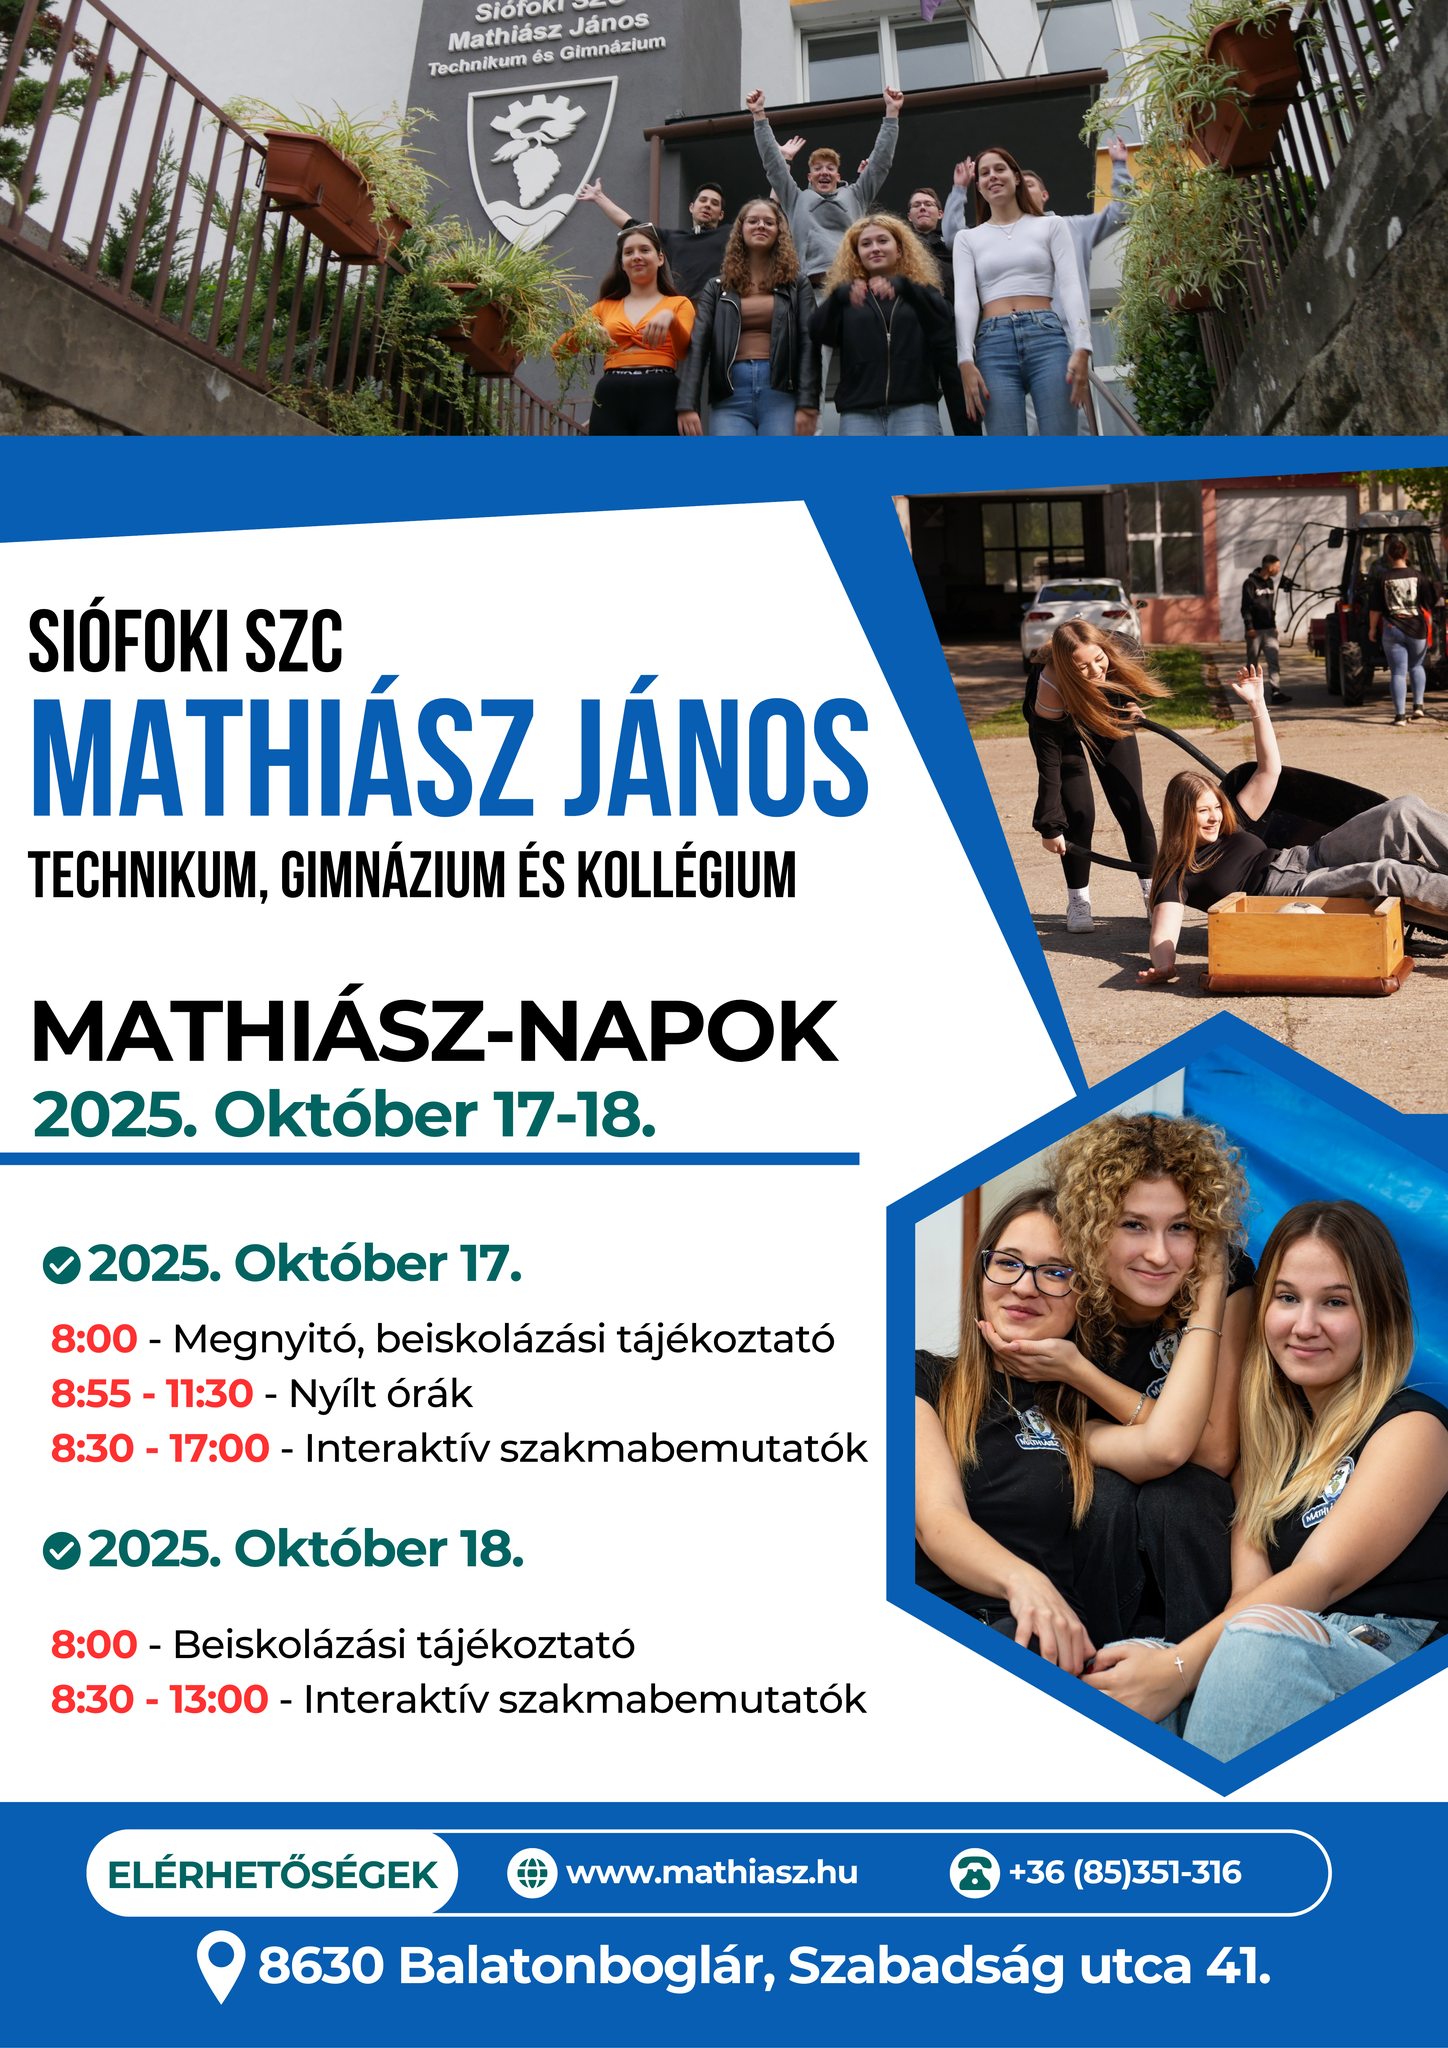 Siófoki SZC
Mathiász János
Technikum és Gimnázium
SIÓFOKI SZC
MATHIÁSZ JÁNOS
TECHNIKUM, GIMNÁZIUM ÉS KOLLÉGIUM
MATHIÁSZ-NAPOK
2025. Október 17-18.
2025. Október 17.
8:00 - Megnyitó, beiskolázási tájékoztató
8:55 - 11:30 - Nyílt órák
8:30 - 17:00 - Interaktív szakmabemutatók
2025. Október 18.
8:00 - Beiskolázási tájékoztató
8:30 - 13:00 - Interaktív szakmabemutatók
MATHIÁSZ
ELÉRHETŐSÉGEK
www.mathiasz.hu
+36 (85)351-316
8630 Balatonboglár, Szabadság utca 41.